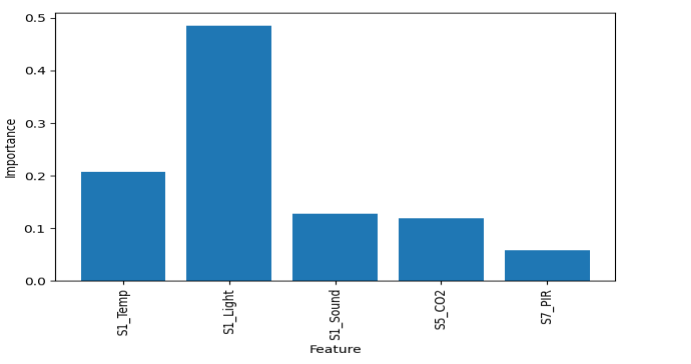 0.5
0.4
0.3
0.2
0.1
0.0
Importance
S1_Temp
S1_Light
S1_Sound
S5_CO2
S7_PIR
Feature